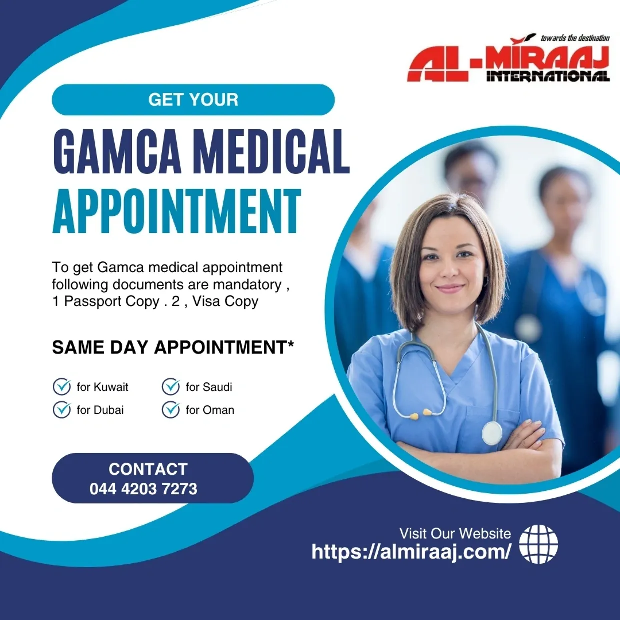 towards the destination
AL-MIRAAJ
INTERNATIONAL
GET YOUR
GAMCA MEDICAL
APPOINTMENT
To get Gamca medical appointment
following documents are mandatory ,
1 Passport Copy . 2 , Visa Copy
SAME DAY APPOINTMENT*
for Kuwait
for Saudi
for Dubai
for Oman
CONTACT
044 4203 7273
Visit Our Website
https://almiraaj.com/